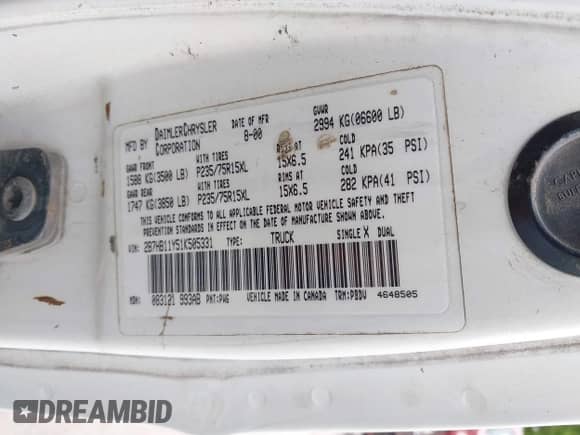 MFD BY DAIMLERCHRYSLER CORPORATION DATE OF MFR 8-00 GVWR 2994 KG(06600 LB)
GAWR FRONT WITH TIRES RIMS AT COLD
1588 KG(3500 LB) P235/75R15XL 15X6.5 241 KPA(35 PSI)
GAWR REAR WITH TIRES RIMS AT COLD
1747 KG(3850 LB) P235/75R15XL 15X6.5 282 KPA(41 PSI)
THIS VEHICLE CONFORMS TO ALL APPLICABLE FEDERAL MOTOR VEHICLE SAFETY AND THEFT
PREVENTION STANDARDS IN EFFECT ON THE DATE OF MANUFACTURE SHOWN ABOVE.
VIN: 2B7HB11Y51K505331 TYPE: TRUCK SINGLE X DUAL
MDH: 083121 993AB PNT:PW6 VEHICLE MADE IN CANADA TRM:PBDV 4648505
DREAMBID